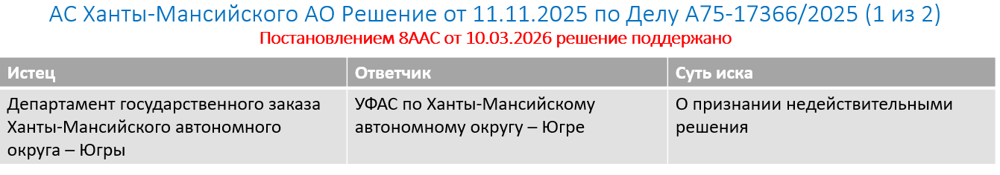 АС Ханты-Мансийского АО Решение от 11.11.2025 по Делу А75-17366/2025 (1 из 2)
Постановлением 8ААС от 10.03.2026 решение поддержано
Истец
Ответчик
Суть иска
Департамент государственного заказа
Ханты-Мансийского автономного
округа – Югры
УФАС по Ханты-Мансийскому
автономному округу – Югре
О признании недействительными
решения